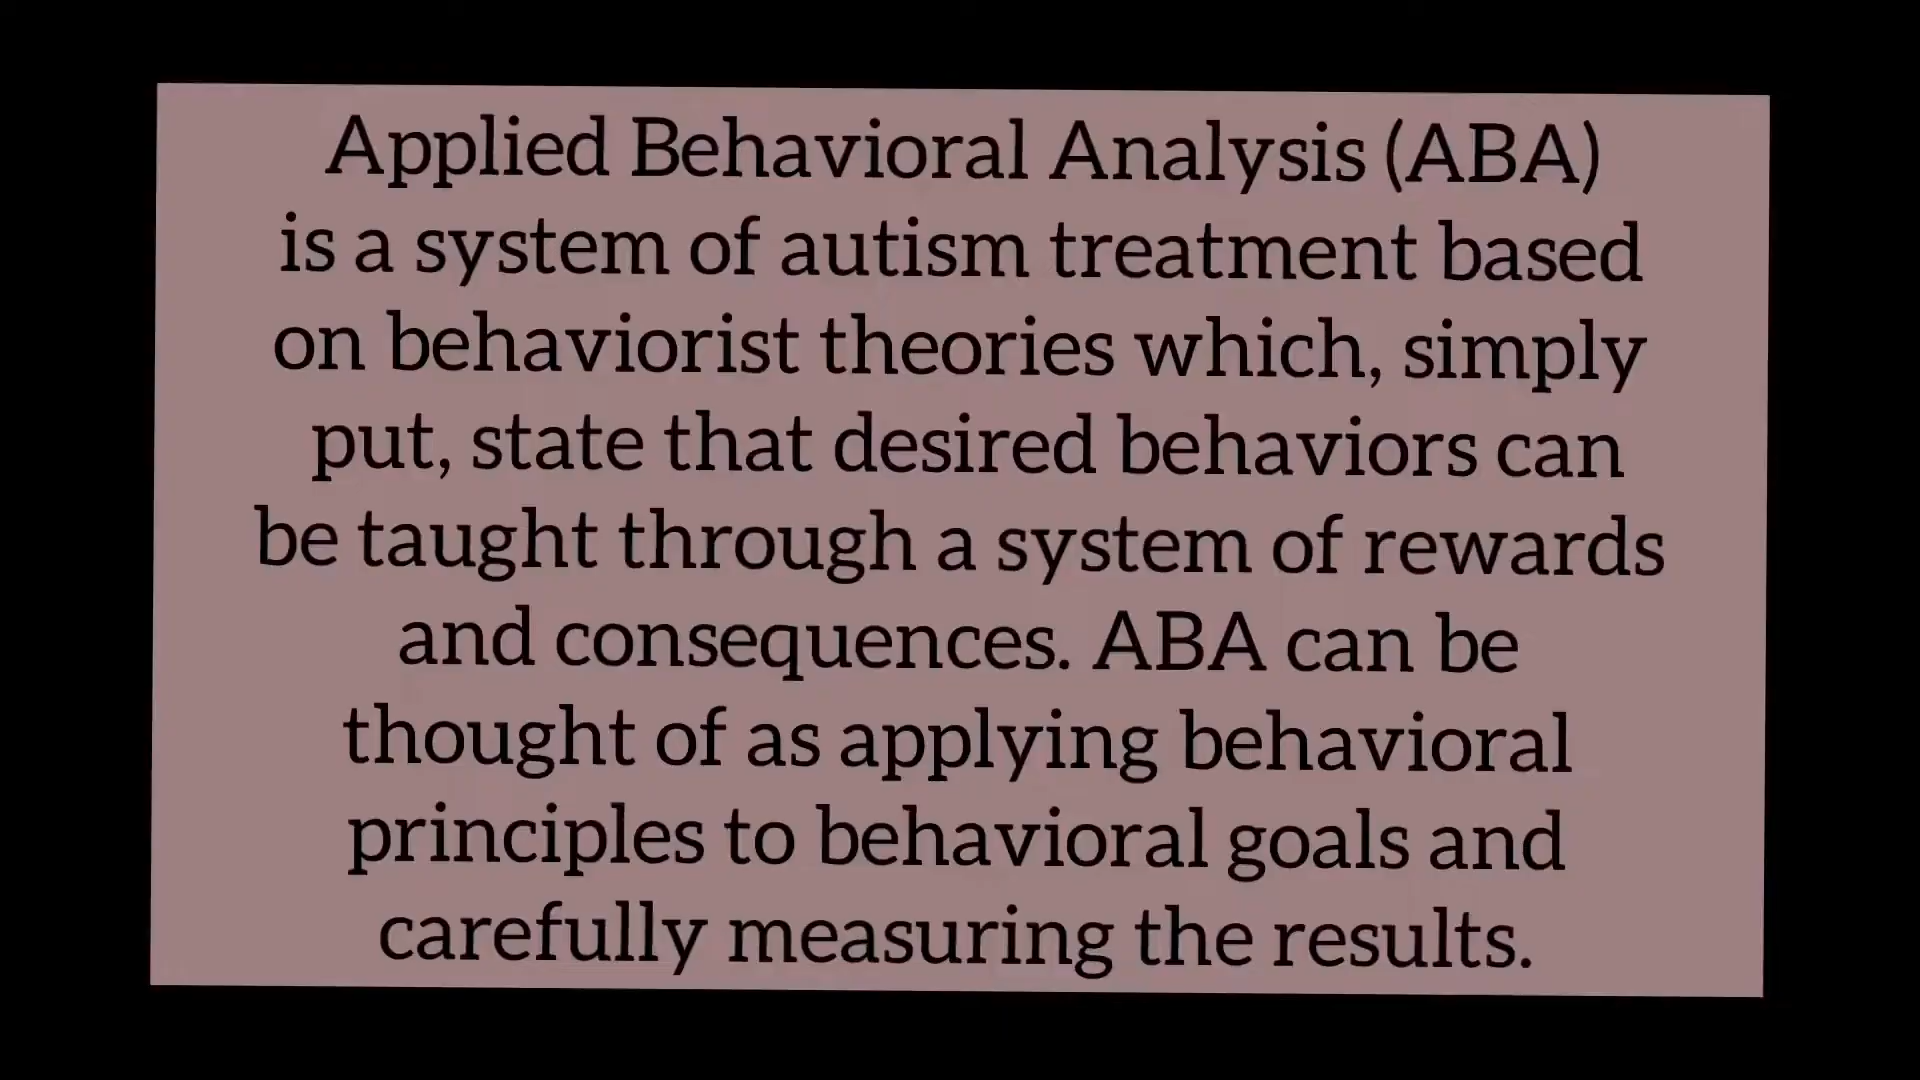 Applied Behavioral Analysis (ABA)
is a system of autism treatment based
on behaviorist theories which, simply
put, state that desired behaviors can
be taught through a system of rewards
and consequences. ABA can be
thought of as applying behavioral
principles to behavioral goals and
carefully measuring the results.